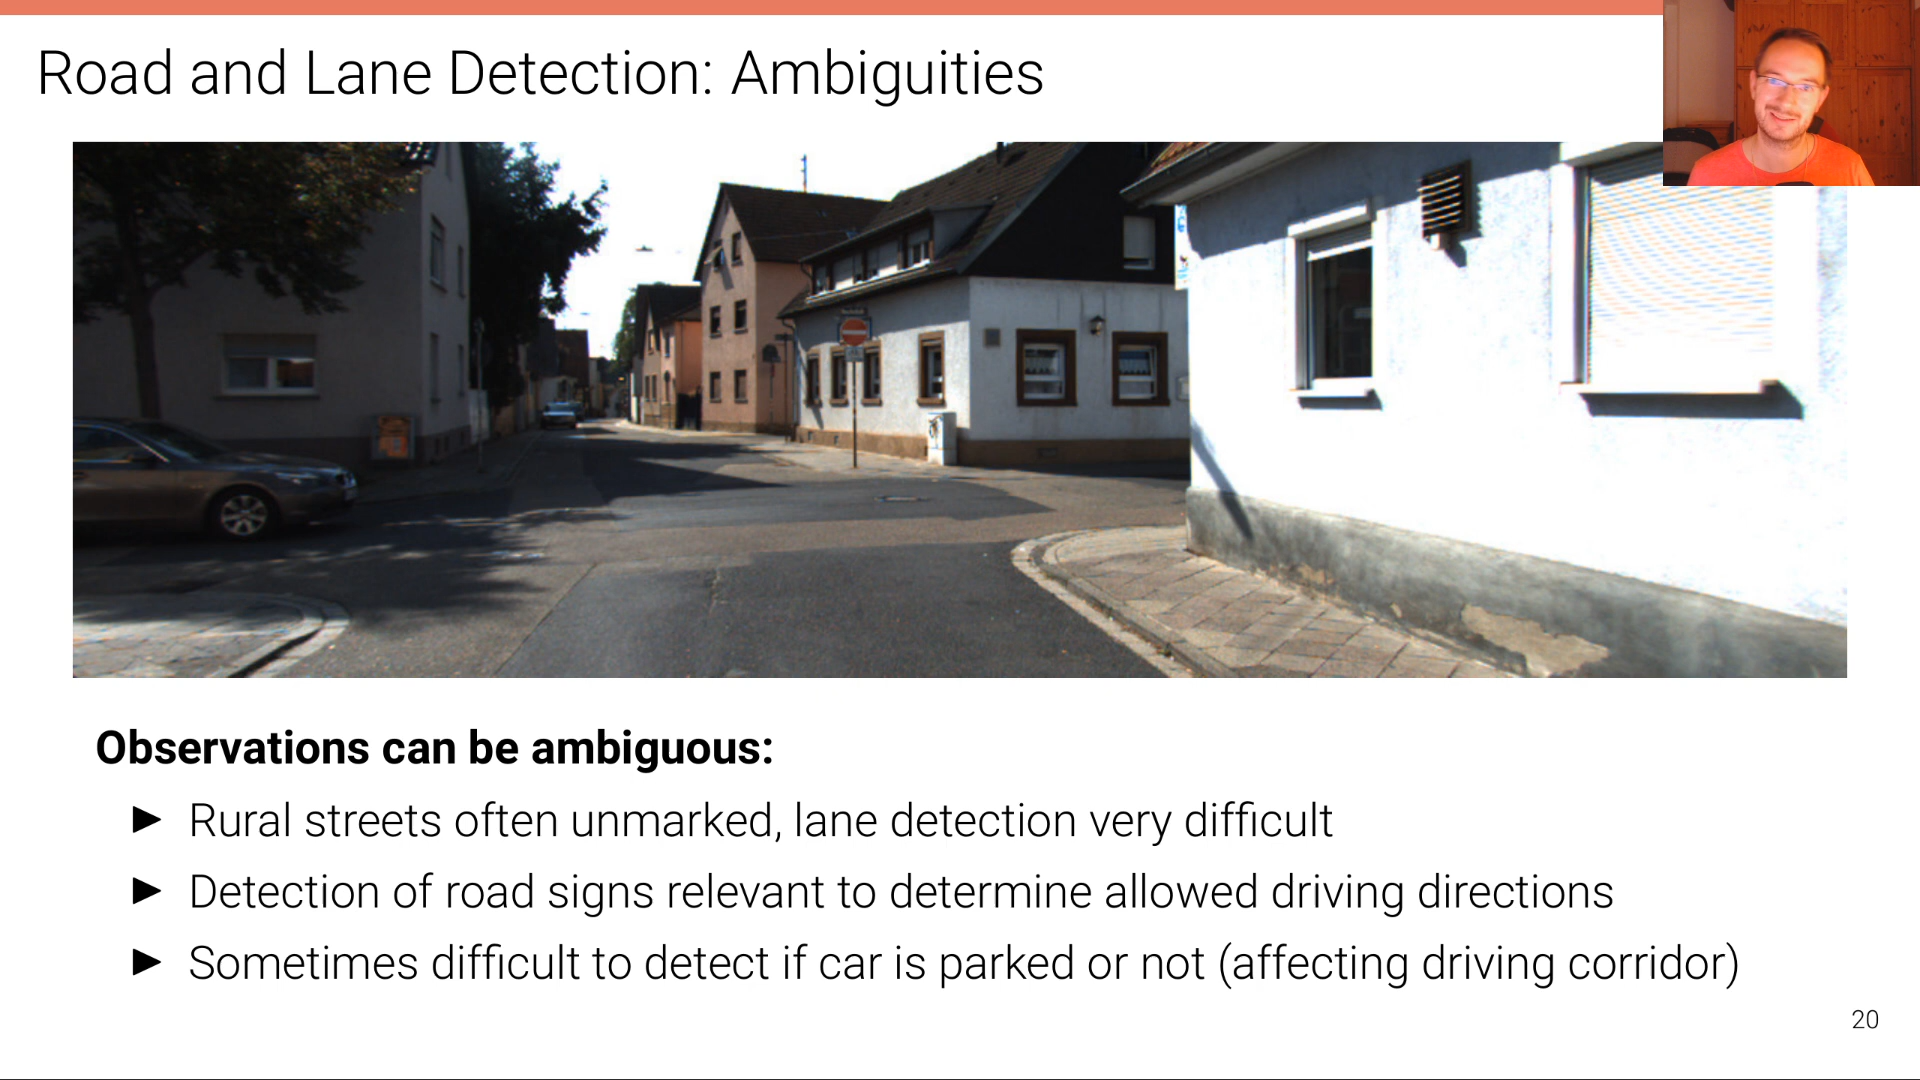 Road and Lane Detection: Ambiguities
Observations can be ambiguous:
► Rural streets often unmarked, lane detection very difficult
► Detection of road signs relevant to determine allowed driving directions
► Sometimes difficult to detect if car is parked or not (affecting driving corridor)
20